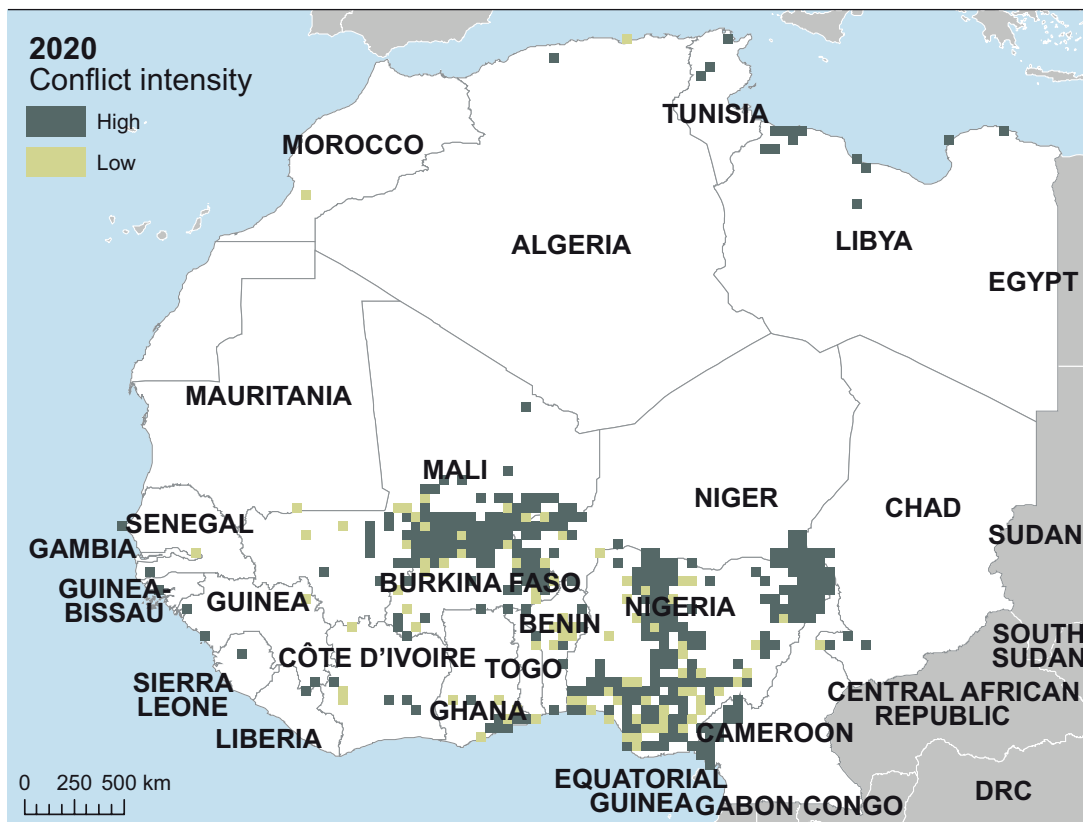 2020
Conflict intensity
High
Low
MOROCCO
TUNISIA
ALGERIA
LIBYA
EGYPT
MAURITANIA
MALI
NIGER
CHAD
SENEGAL
SUDAN
GAMBIA
GUINEA-
BISSAU
GUINEA
BURKINA FASO
NIGERIA
BENIN
SOUTH
SUDAN
CÔTE D'IVOIRE
TOGO
SIERRA
LEONE
GHANA
CENTRAL AFRICAN
REPUBLIC
LIBERIA
CAMEROON
EQUATORIAL
GUINEA
GABON CONGO
DRC
0 250 500 km